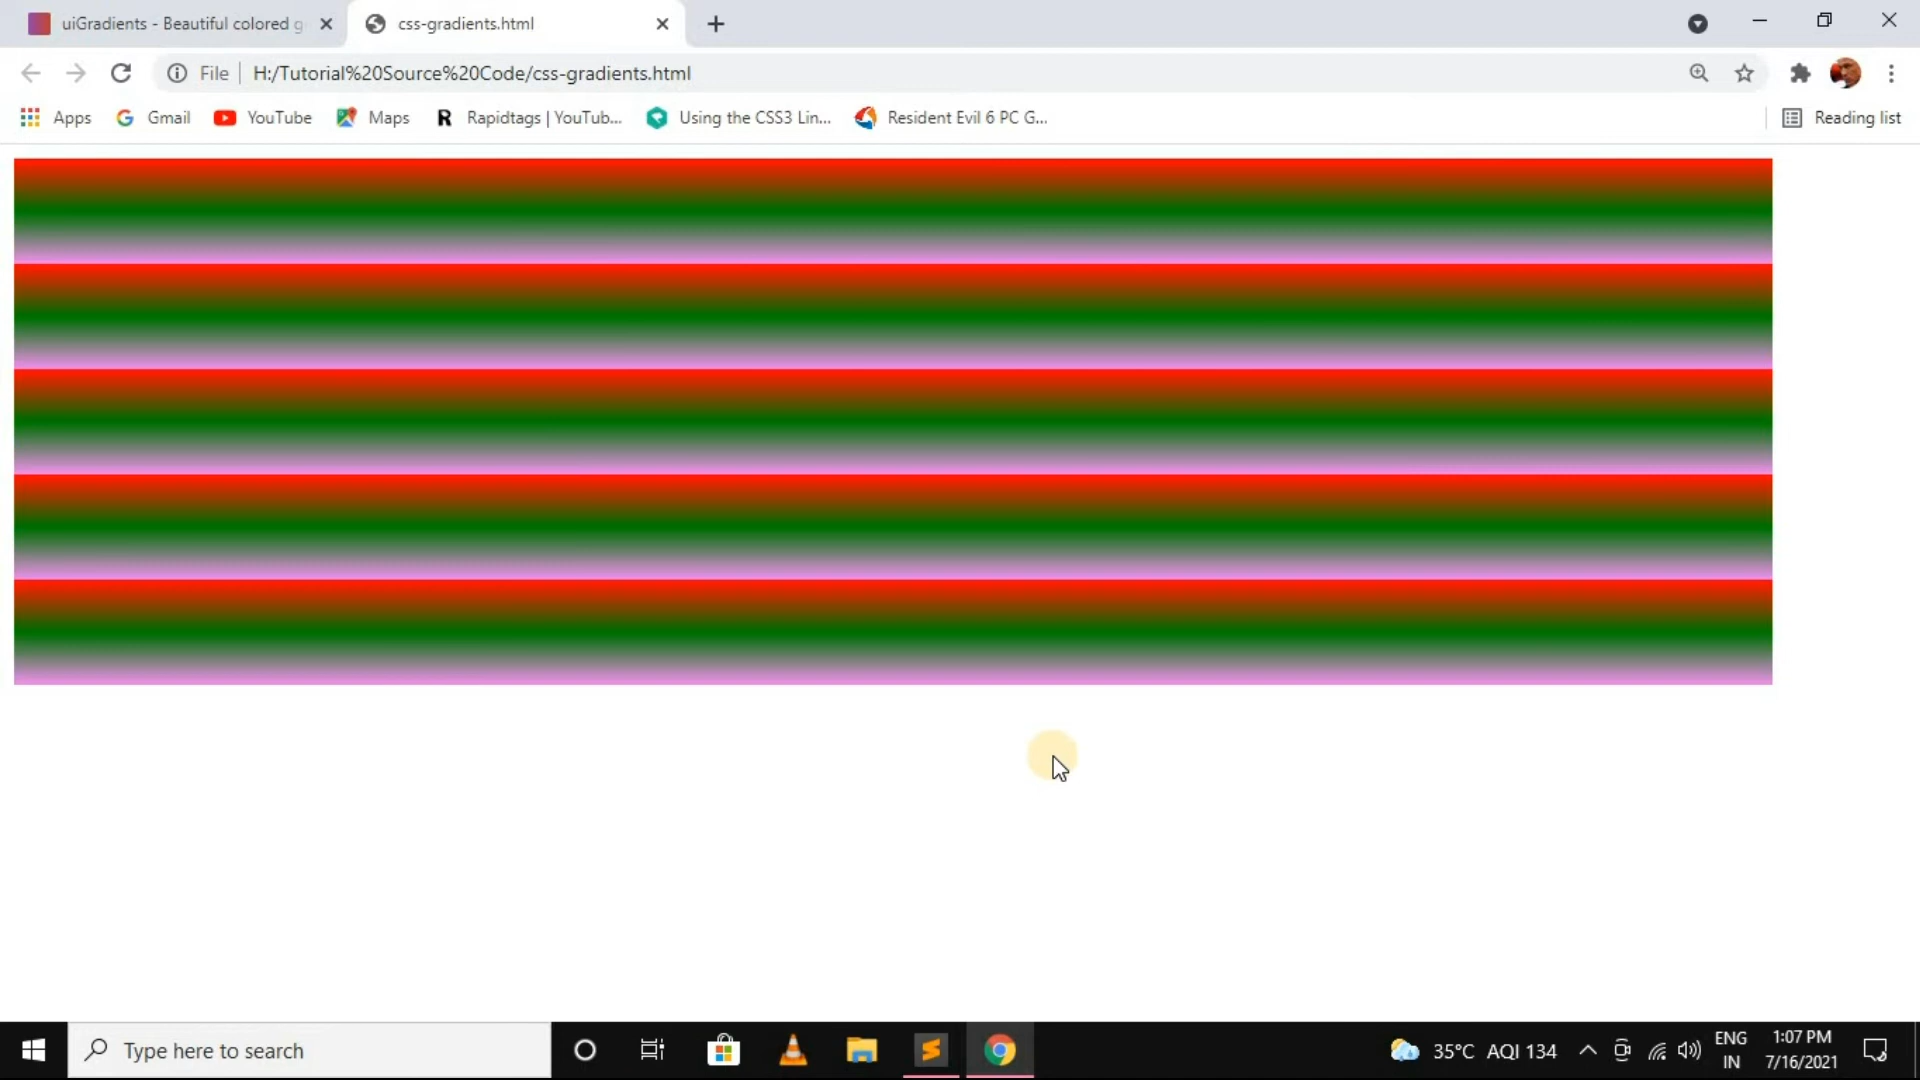 uiGradients - Beautiful colored g
css-gradients.html
File
H:/Tutorial%20Source%20Code/css-gradients.html
Apps
Gmail
YouTube
Maps
R
Rapidtags | YouTub...
Using the CSS3 Lin...
Resident Evil 6 PC G...
Reading list
Type here to search
35°C AQI 134
ENG
IN
1:07 PM
7/16/2021